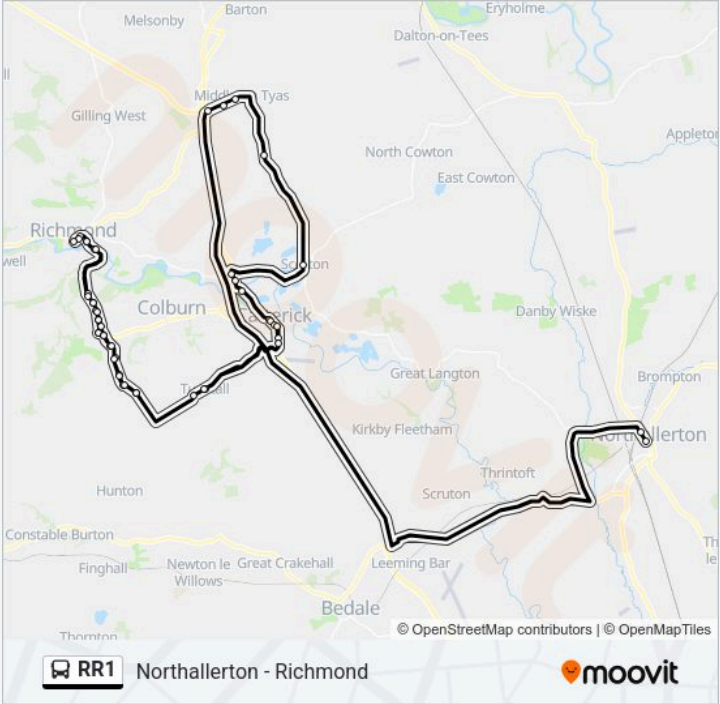 Eryholme
Melsonby
Barton
Dalton-on-Tees
Tyas
Gilling West
Appleton
North Cowton
East Cowton
Richmond
Colburn
Danby Wiske
Great Langton
Brompton
Kirkby Fleetham
Thrintoft
Hunton
Scruton
Constable Burton
Finghall
Newton le
Willows
Great Crakehall
Leeming Bar
Bedale
Thornton
© OpenStreetMap contributors | © OpenMapTiles
RR1
Northallerton - Richmond
moovit